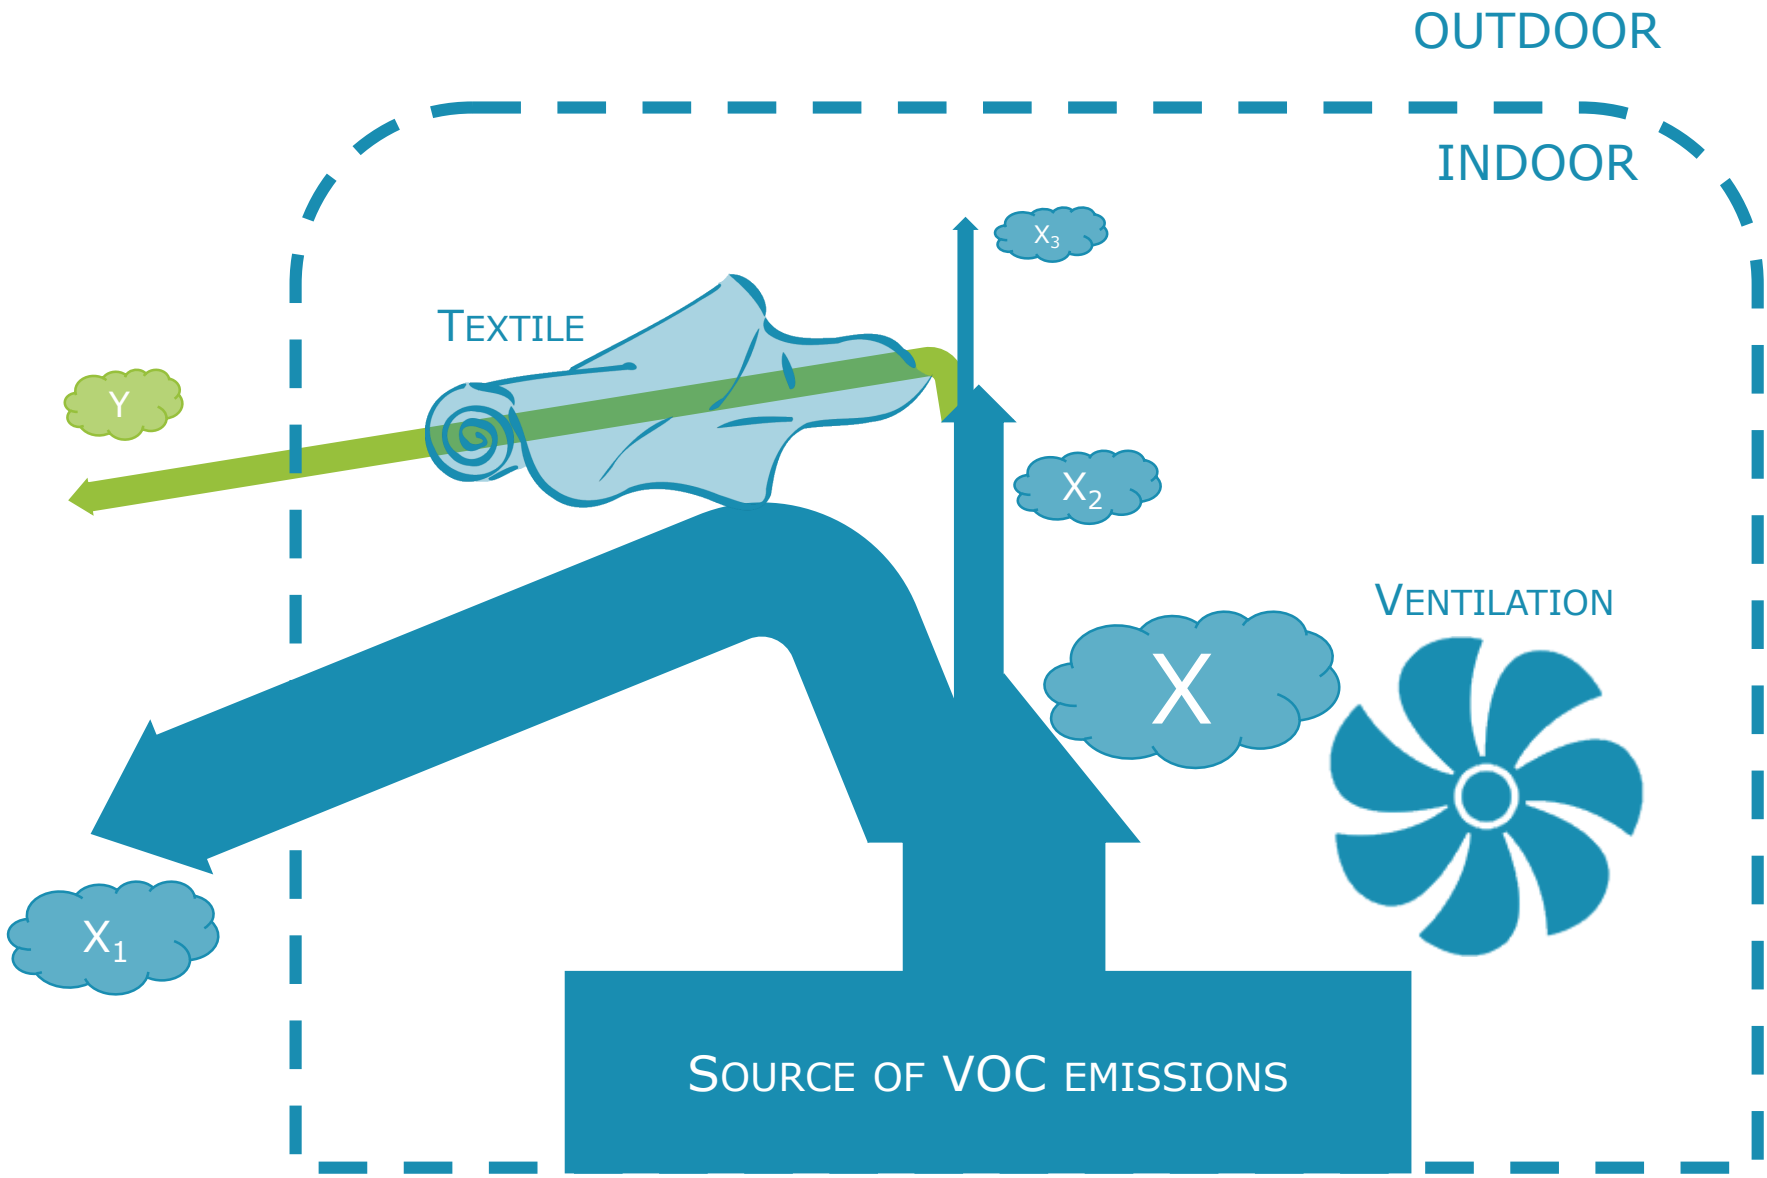 OUTDOOR
INDOOR
X₃
TEXTILE
Y
X₂
VENTILATION
X
X₁
SOURCE OF VOC EMISSIONS